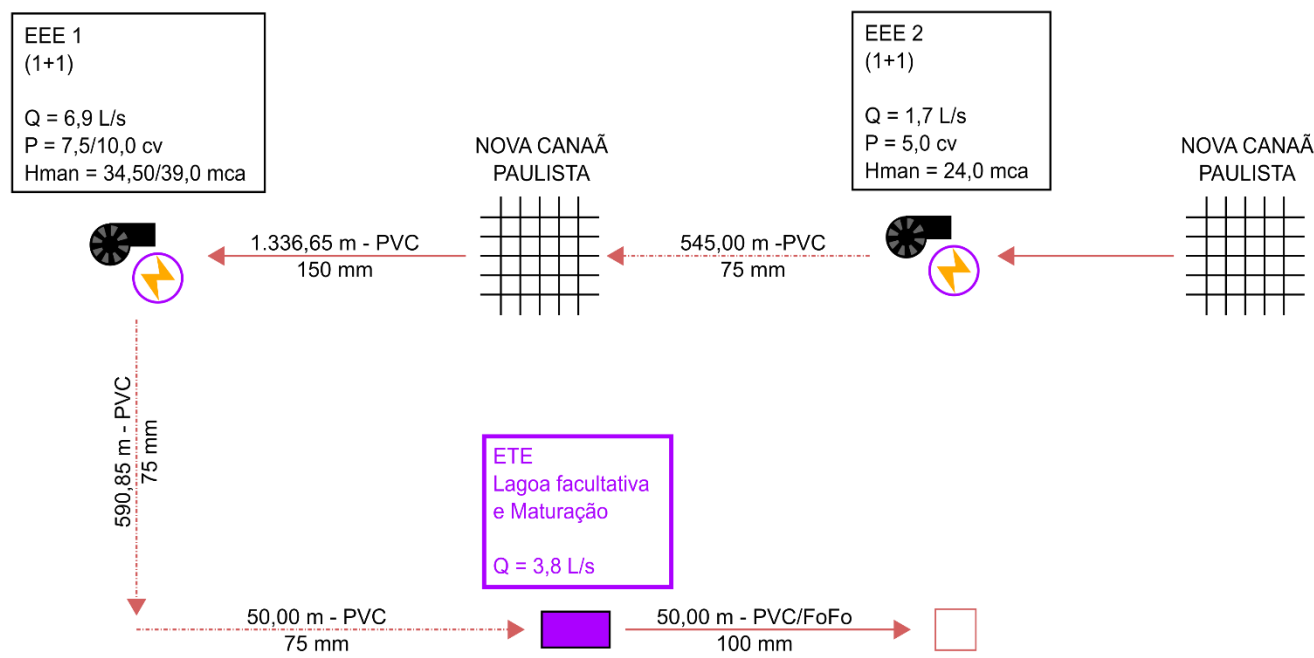 EEE 1
(1+1)
Q = 6,9 L/s
P = 7,5/10,0 cv
Hman = 34,50/39,0 mca
EEE 2
(1+1)
Q = 1,7 L/s
P = 5,0 cv
Hman = 24,0 mca
NOVA CANAÃ
PAULISTA
NOVA CANAÃ
PAULISTA
1.336,65 m - PVC
150 mm
545,00 m -PVC
75 mm
590,85 m - PVC
75 mm
ETE
Lagoa facultativa
e Maturação
Q = 3,8 L/s
50,00 m - PVC
75 mm
50,00 m - PVC/FoFo
100 mm